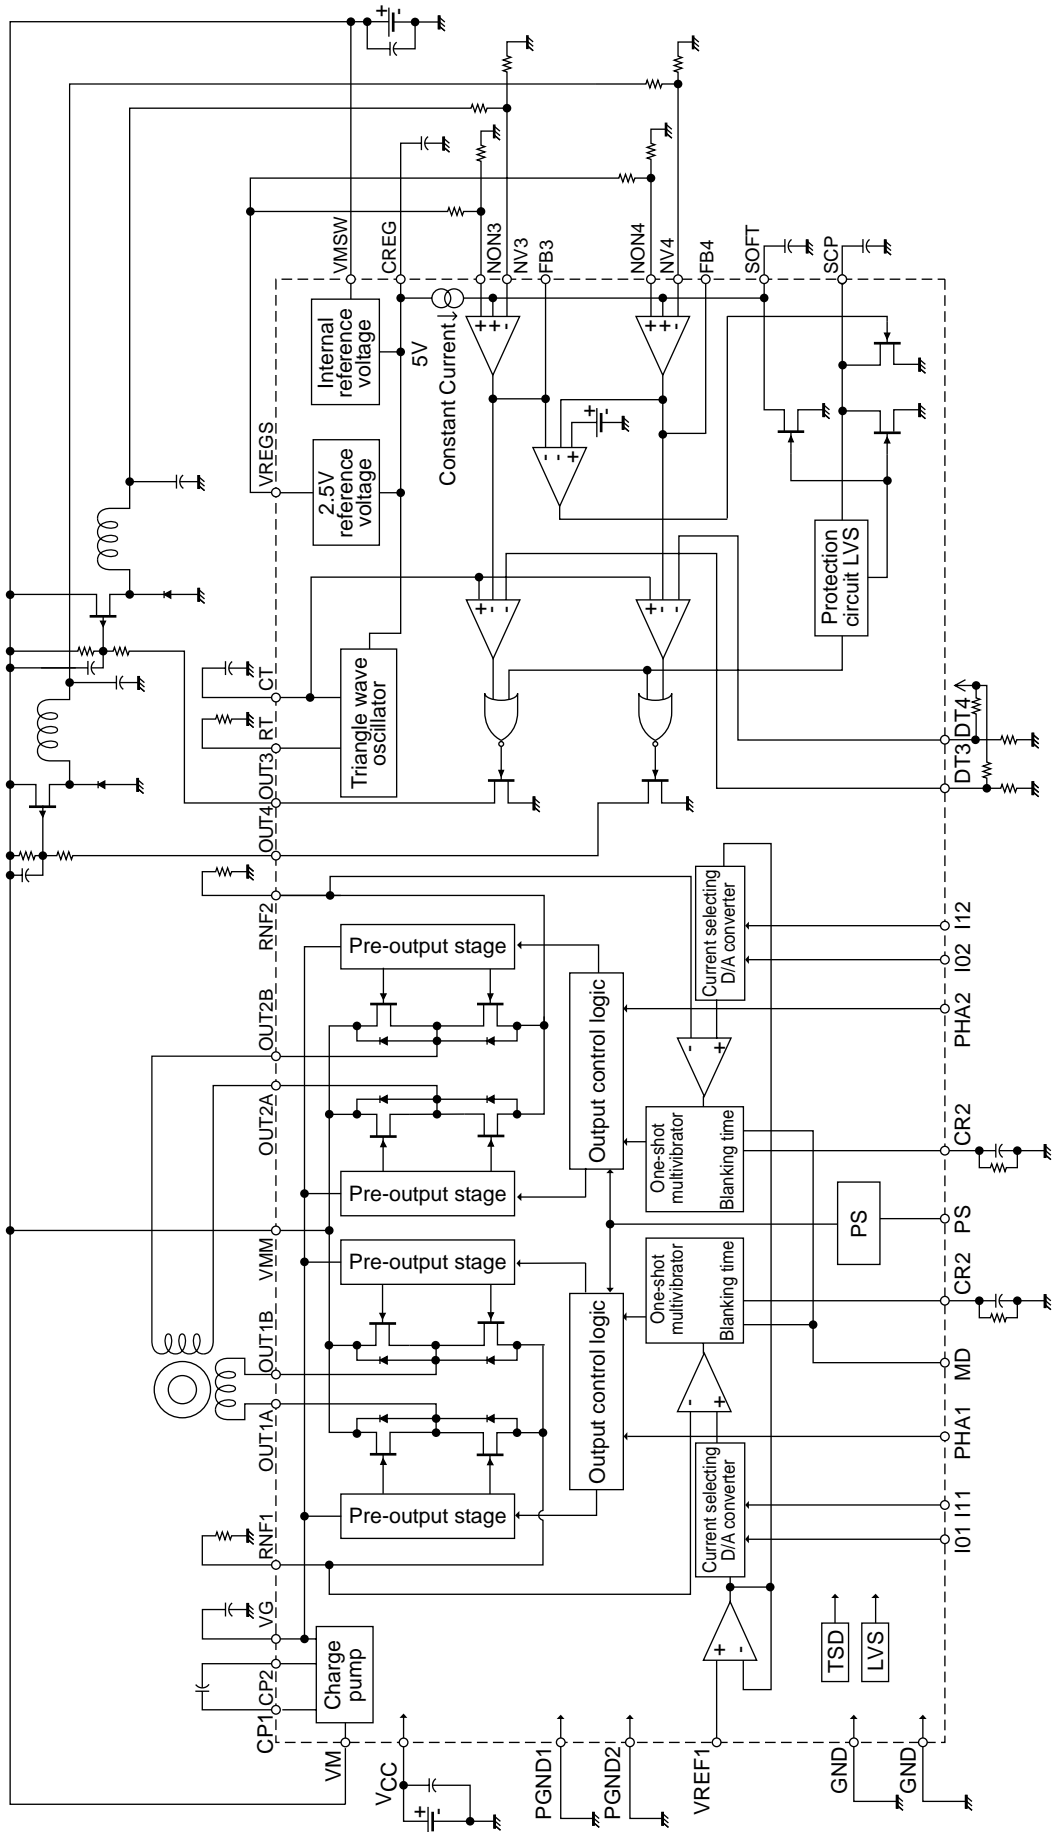 CP1
CP2
VG
RNF1
OUT1A
OUT1B
VMM
OUT2A
OUT2B
RNF2
OUT4
OUT3
RT
CT
VREGS
VMSW
CREG
NON3
NV3
FB3
NON4
NV4
FB4
SOFT
SCP
VM
VCC
PGND1
PGND2
VREF1
GND
GND
Charge
pump
Pre-output stage
Pre-output stage
Pre-output stage
Pre-output stage
Triangle wave
oscillator
2.5V
reference
voltage
Internal
reference
voltage
5V
Constant Current
Output control logic
Output control logic
One-shot
multivibrator
Blanking time
One-shot
multivibrator
Blanking time
Current selecting
D/A converter
Current selecting
D/A converter
Protection
circuit LVS
PS
TSD
LVS
+
-
+
-
+
-
+
-
+
-
+
-
-
+
-
-
+
-
-
+
+
+
-
+
+
-
+
-
+
-
I01
I11
PHA1
MD
CR2
PS
CR2
PHA2
I02
I12
DT3
DT4